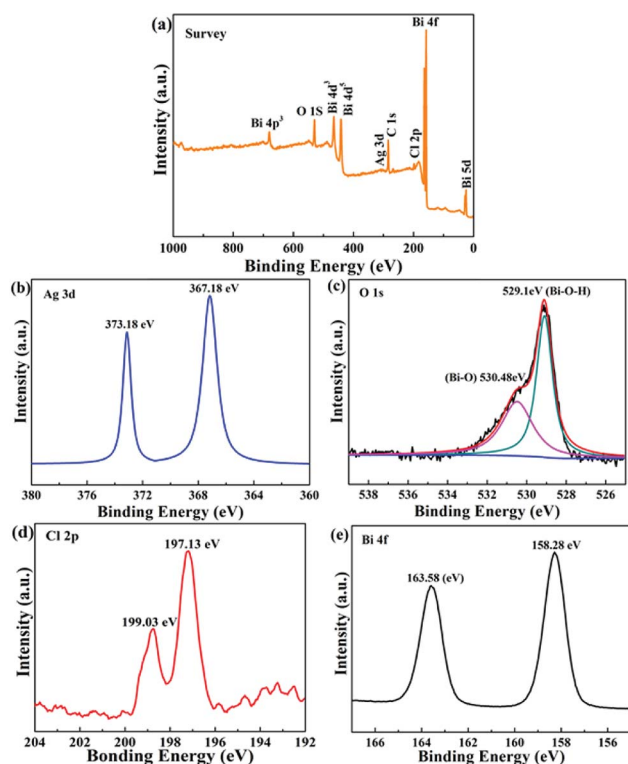 (a)
Survey
Bi 4f
Bi 4p³
O 1S
Bi 4d³
Bi 4d⁵
Ag 3d
C 1s
Cl 2p
Bi 5d
Intensity (a.u.)
1000 800 600 400 200 0
Binding Energy (eV)
(b)
Ag 3d
367.18 eV
373.18 eV
Intensity (a.u.)
380 376 372 368 364 360
Binding Energy (eV)
(c)
O 1s
529.1eV (Bi-O-H)
(Bi-O) 530.48eV
Intensity (a.u.)
538 536 534 532 530 528 526
Binding Energy (eV)
(d)
Cl 2p
197.13 eV
199.03 eV
Intensity (a.u.)
204 202 200 198 196 194 192
Bonding Energy (eV)
(e)
Bi 4f
158.28 eV
163.58 (eV)
Intensity (a.u.)
166 164 162 160 158 156
Binding Energy (eV)